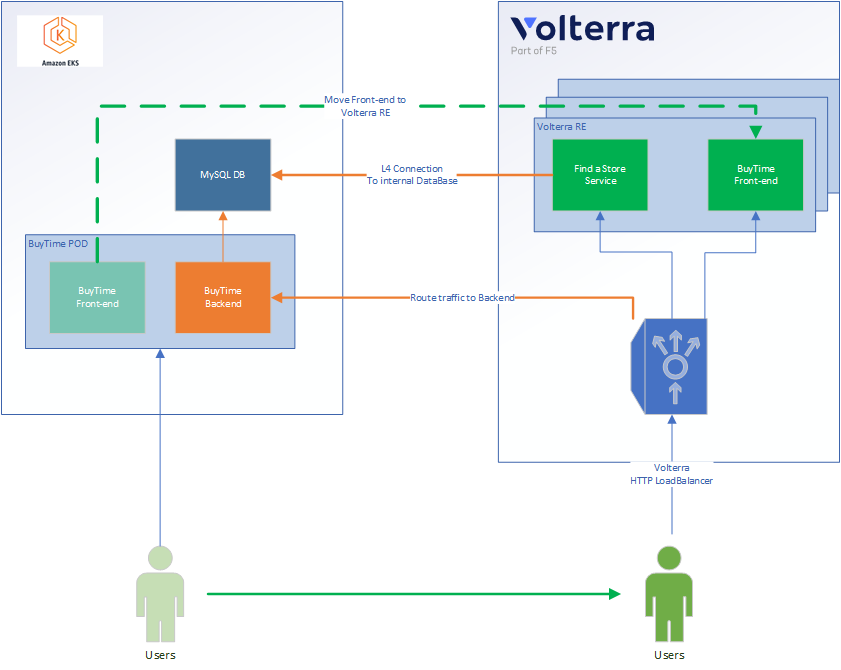 Amazon EKS
Volterra
Part of F5
Move Front-end to
Volterra RE
Volterra RE
MySQL DB
L4 Connection
To internal DataBase
Find a Store
Service
BuyTime
Front-end
BuyTime POD
BuyTime
Front-end
BuyTime
Backend
Route traffic to Backend
Volterra
HTTP LoadBalancer
Users
Users